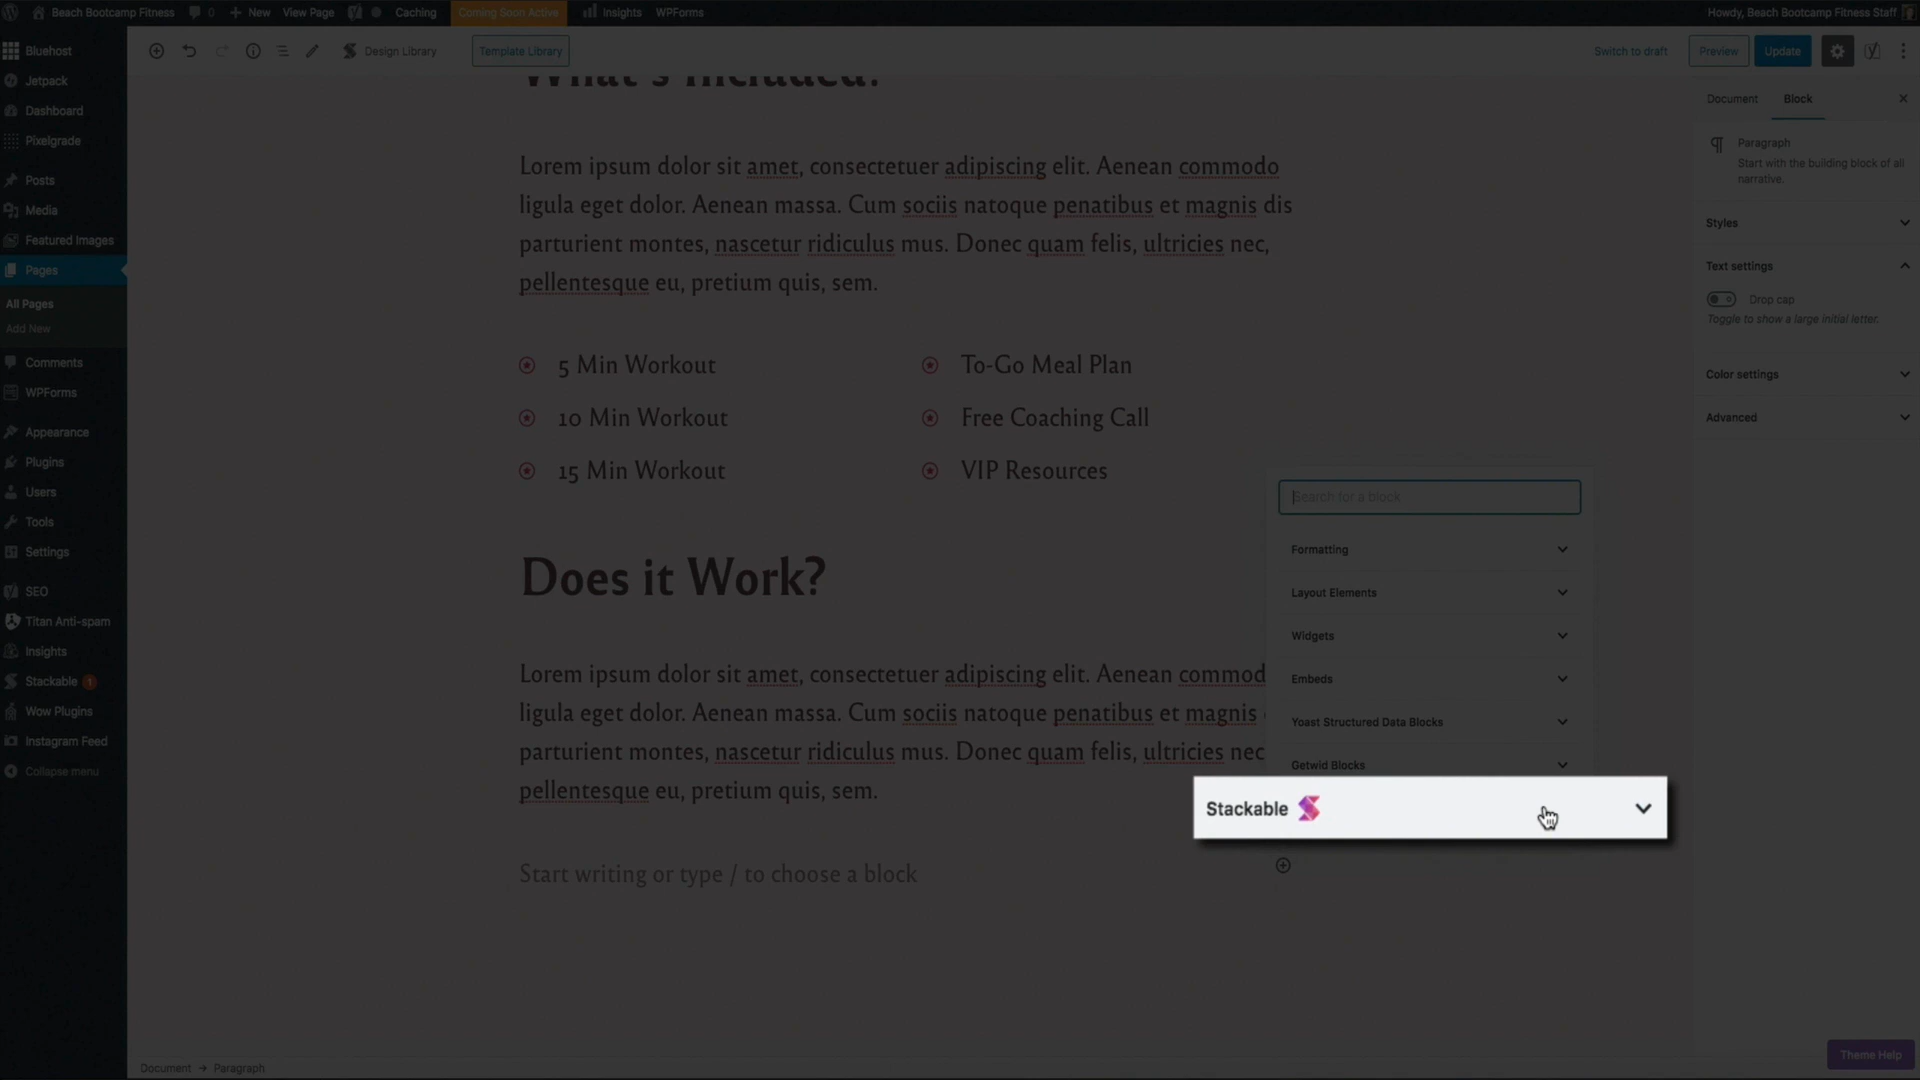 Beach Bootcamp Fitness 0 New View Page Caching Coming Soon Active Insights WPForms Howdy, Beach Bootcamp Fitness Staff
Bluehost
Jetpack
Dashboard
Pixelgrade
Posts
Media
Featured Images
Pages
All Pages
Add New
Comments
WPForms
Appearance
Plugins
Users
Tools
Settings
SEO
Titan Anti-spam
Insights
Stackable 1
Wow Plugins
Instagram Feed
Collapse menu
Design Library Template Library Switch to draft Preview Update
What's Included?
Lorem ipsum dolor sit amet, consectetuer adipiscing elit. Aenean commodo
ligula eget dolor. Aenean massa. Cum sociis natoque penatibus et magnis dis
parturient montes, nascetur ridiculus mus. Donec quam felis, ultricies nec,
pellentesque eu, pretium quis, sem.
5 Min Workout
10 Min Workout
15 Min Workout
To-Go Meal Plan
Free Coaching Call
VIP Resources
Does it Work?
Lorem ipsum dolor sit amet, consectetuer adipiscing elit. Aenean commod
ligula eget dolor. Aenean massa. Cum sociis natoque penatibus et magnis
parturient montes, nascetur ridiculus mus. Donec quam felis, ultricies nec
pellentesque eu, pretium quis, sem.
Start writing or type / to choose a block
Search for a block
Formatting
Layout Elements
Widgets
Embeds
Yoast Structured Data Blocks
Getwid Blocks
Stackable
Document Block
Paragraph
Start with the building block of all
narrative.
Styles
Text settings
Drop cap
Toggle to show a large initial letter.
Color settings
Advanced
Document → Paragraph
Theme Help